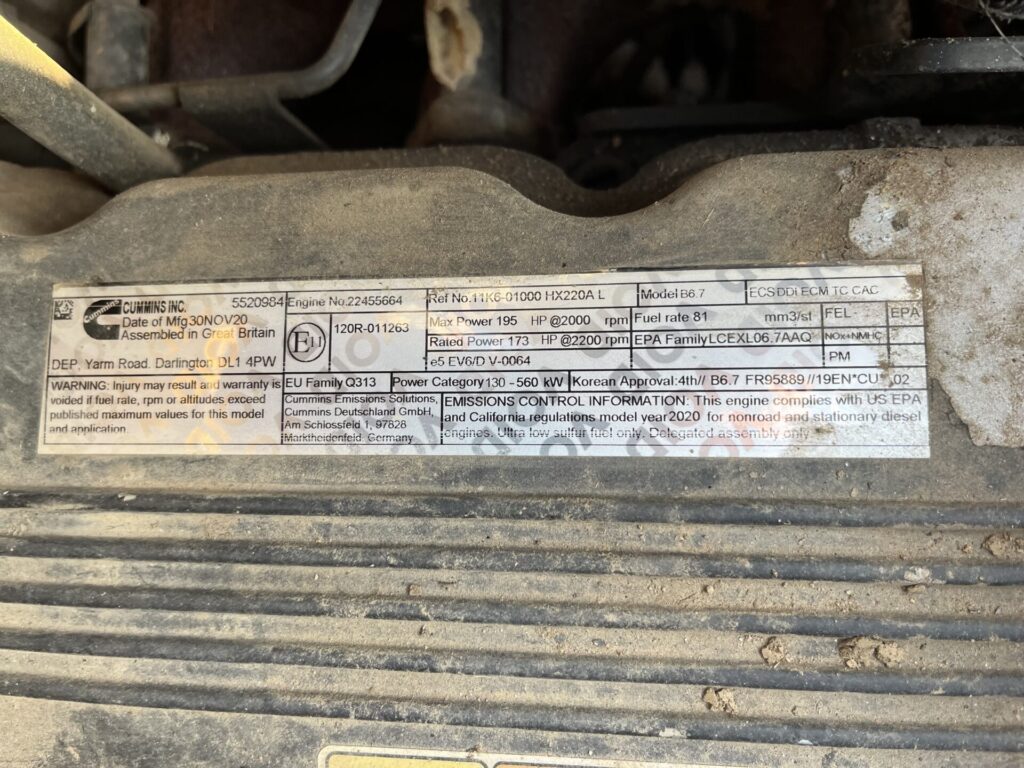 CUMMINS INC. 5520984
Date of Mfg 30NOV20
Assembled in Great Britain
DEP. Yarm Road. Darlington DL1 4PW
WARNING: Injury may result and warranty is
voided if fuel rate, rpm or altitudes exceed
published maximum values for this model
and application.
Engine No.22455664
E11
120R-011263
Ref No.11K6-01000 HX220A L
Max Power 195 HP @2000 rpm
Rated Power 173 HP @2200 rpm
e5 EV6/D V-0064
Model B6.7
ECS DDI ECM TC CAC
Fuel rate 81 mm3/st
EPA Family LCEXL06.7AAQ
FEL EPA
NOx+NMHC
PM
EU Family Q313
Power Category 130 - 560 kW
Korean Approval:4th// B6.7 FR95889//19EN*CU* .02
Cummins Emissions Solutions,
Cummins Deutschland GmbH,
Am Schlossfeld 1, 97828
Marktheidenfeld. Germany
EMISSIONS CONTROL INFORMATION: This engine complies with US EPA
and California regulations model year 2020 for nonroad and stationary diesel
engines. Ultra low sulfur fuel only. Delegated assembly only